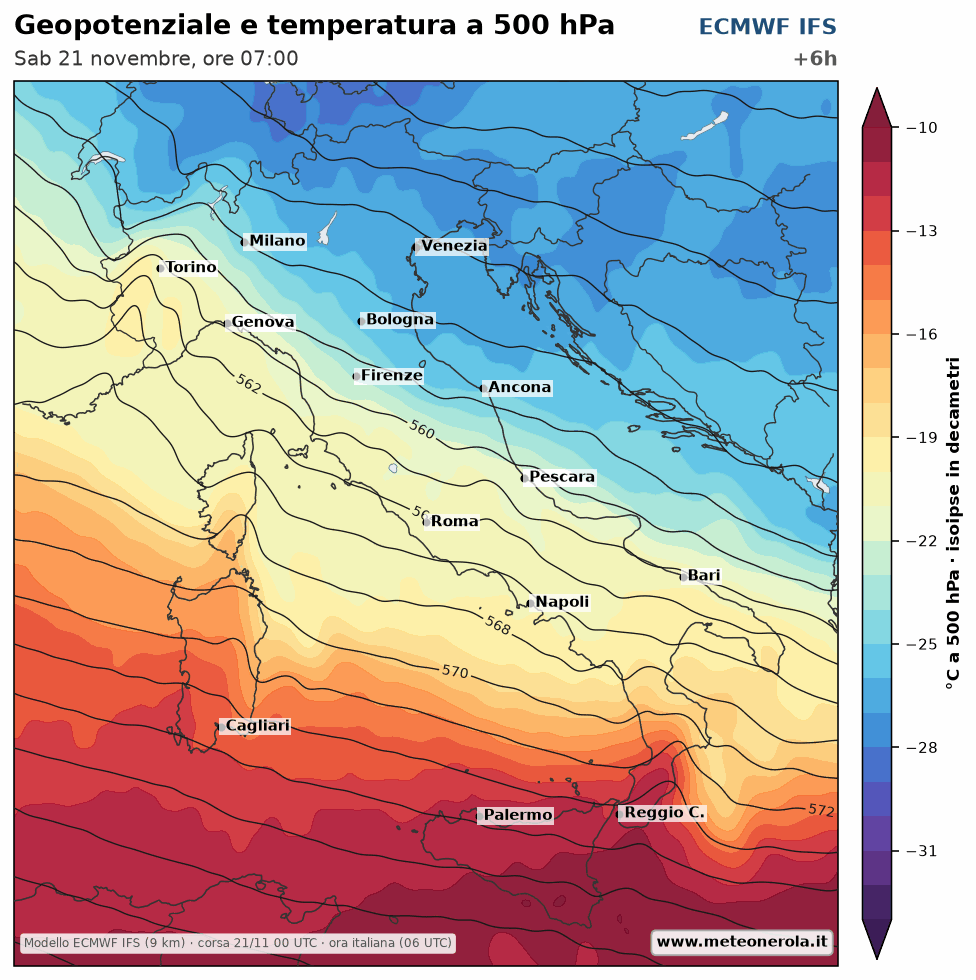 Geopotenziale e temperatura a 500 hPa
ECMWF IFS
Sab 21 novembre, ore 07:00
+6h
Milano
Venezia
Torino
Genova
Bologna
Firenze
562
Ancona
560
Pescara
Roma
Bari
Napoli
568
570
Cagliari
Palermo
Reggio C.
572
−10
−13
−16
−19
−22
−25
−28
−31
°C a 500 hPa · isoipse in decametri
Modello ECMWF IFS (9 km) · corsa 21/11 00 UTC · ora italiana (06 UTC)
www.meteonerola.it